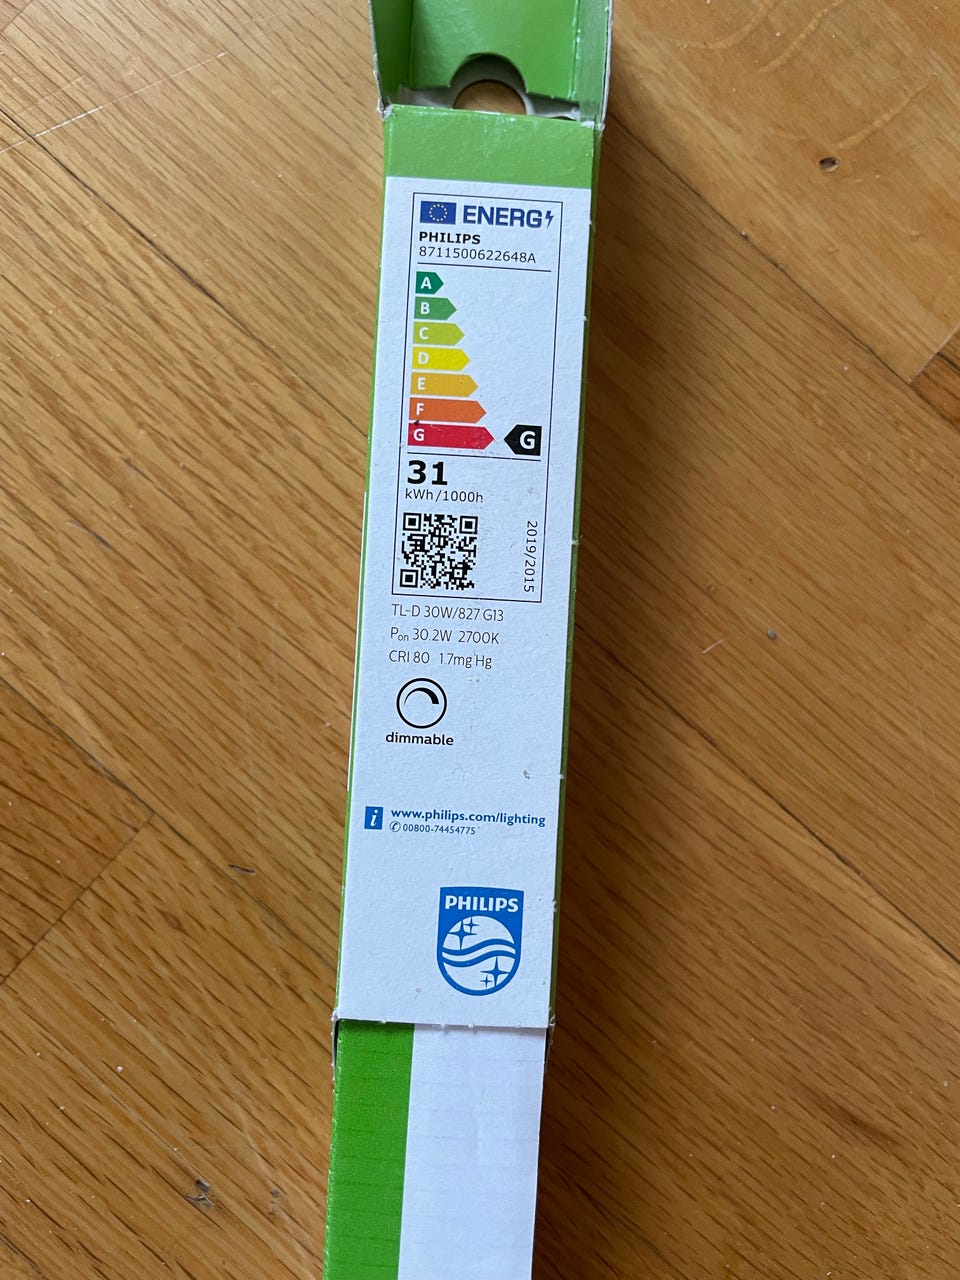 ENERG
PHILIPS
8711500622648A
A
B
C
D
E
F
G
G
31
kWh/1000h
2019/2015
TL-D 30W/827 G13
Pon 30.2W 2700K
CRI 80 1.7mg Hg
dimmable
i www.philips.com/lighting
✆ 00800-74454775
PHILIPS